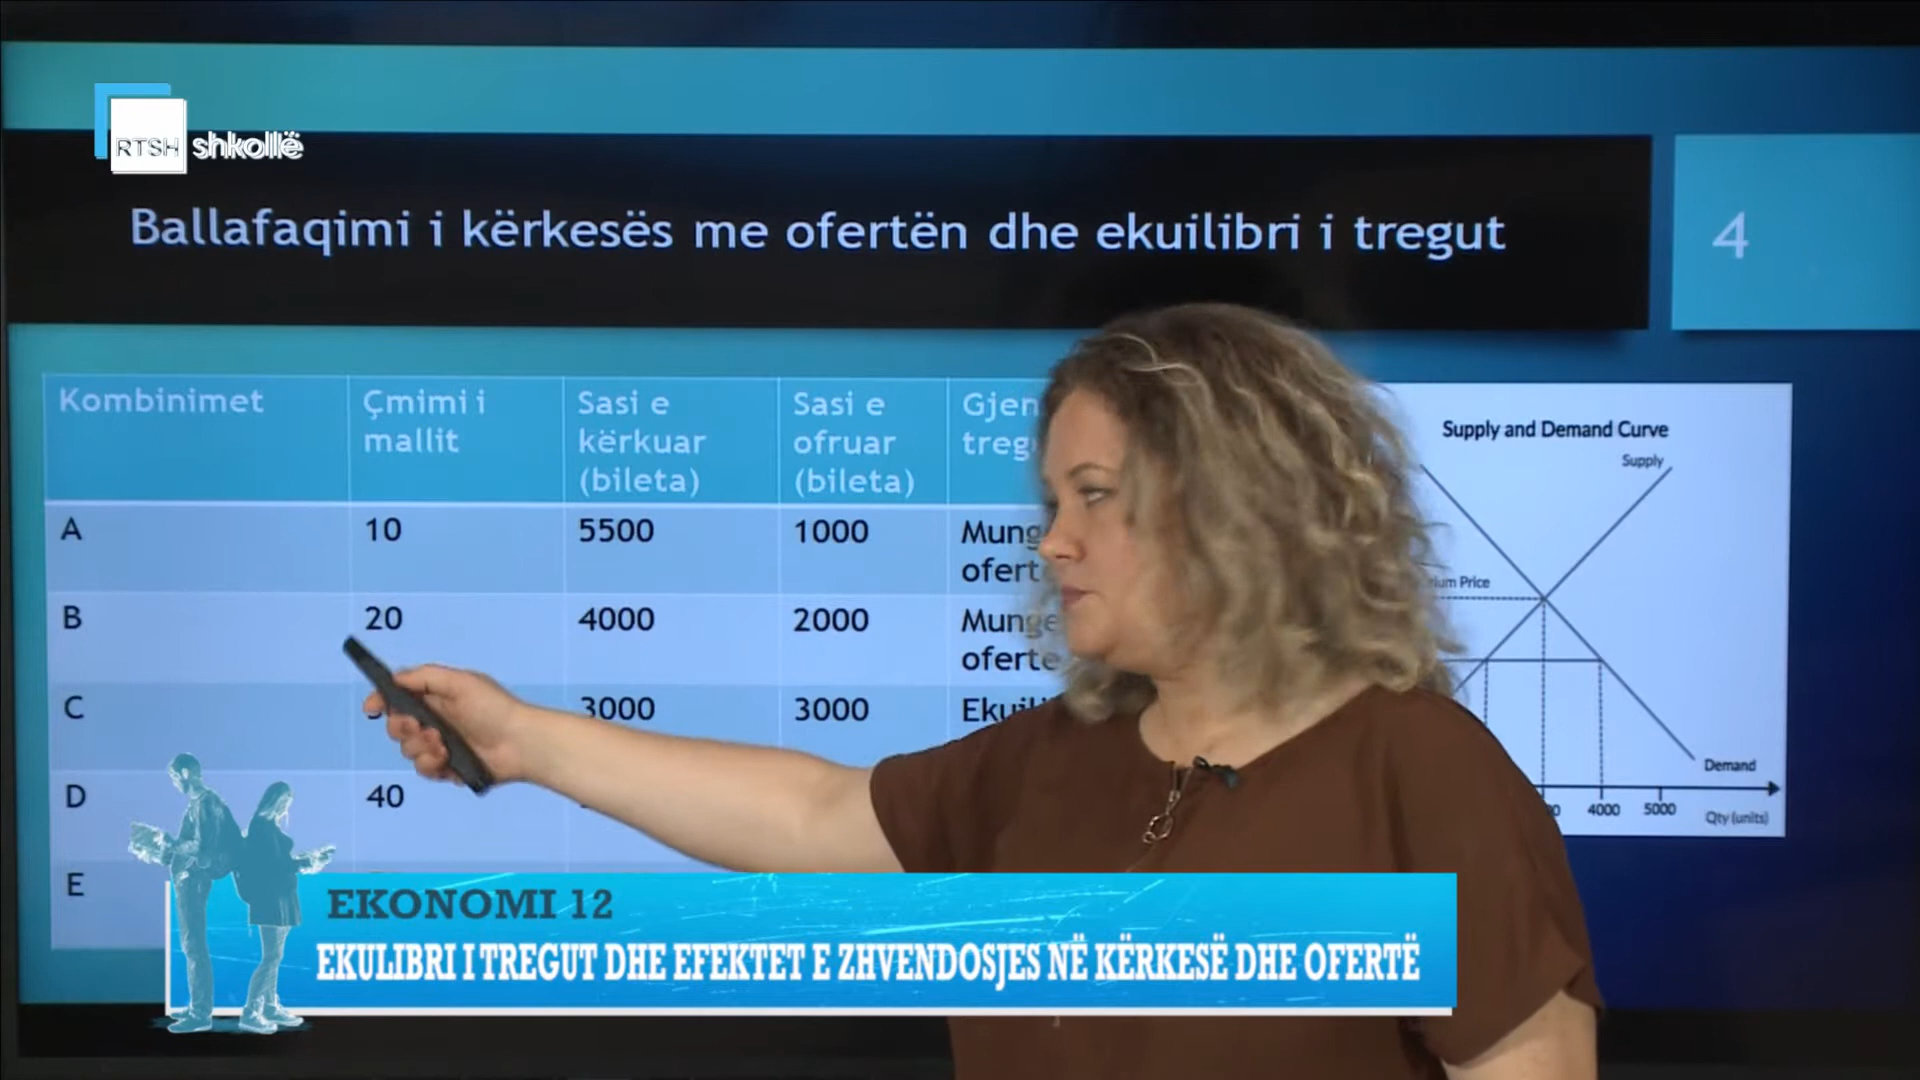 RTSH shkollë
Ballafaqimi i kërkesës me ofertën dhe ekuilibri i tregut
4
Kombinimet
Çmimi i
mallit
Sasi e
kërkuar
(bileta)
Sasi e
ofruar
(bileta)
A
10
5500
1000
B
20
4000
2000
C
3000
3000
D
40
E
Supply and Demand Curve
Supply
Price
Demand
4000
5000
Qty (units)
EKONOMI 12
EKULIBRI I TREGUT DHE EFEKTET E ZHVENDOSJES NË KËRKESË DHE OFERTË